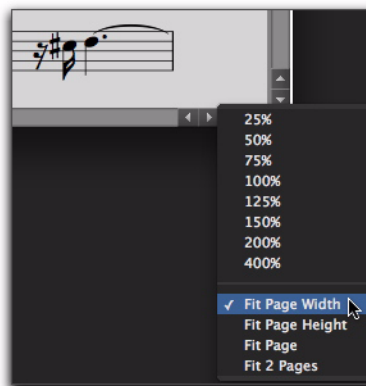 25%
50%
75%
100%
125%
150%
200%
400%
✓ Fit Page Width
Fit Page Height
Fit Page
Fit 2 Pages